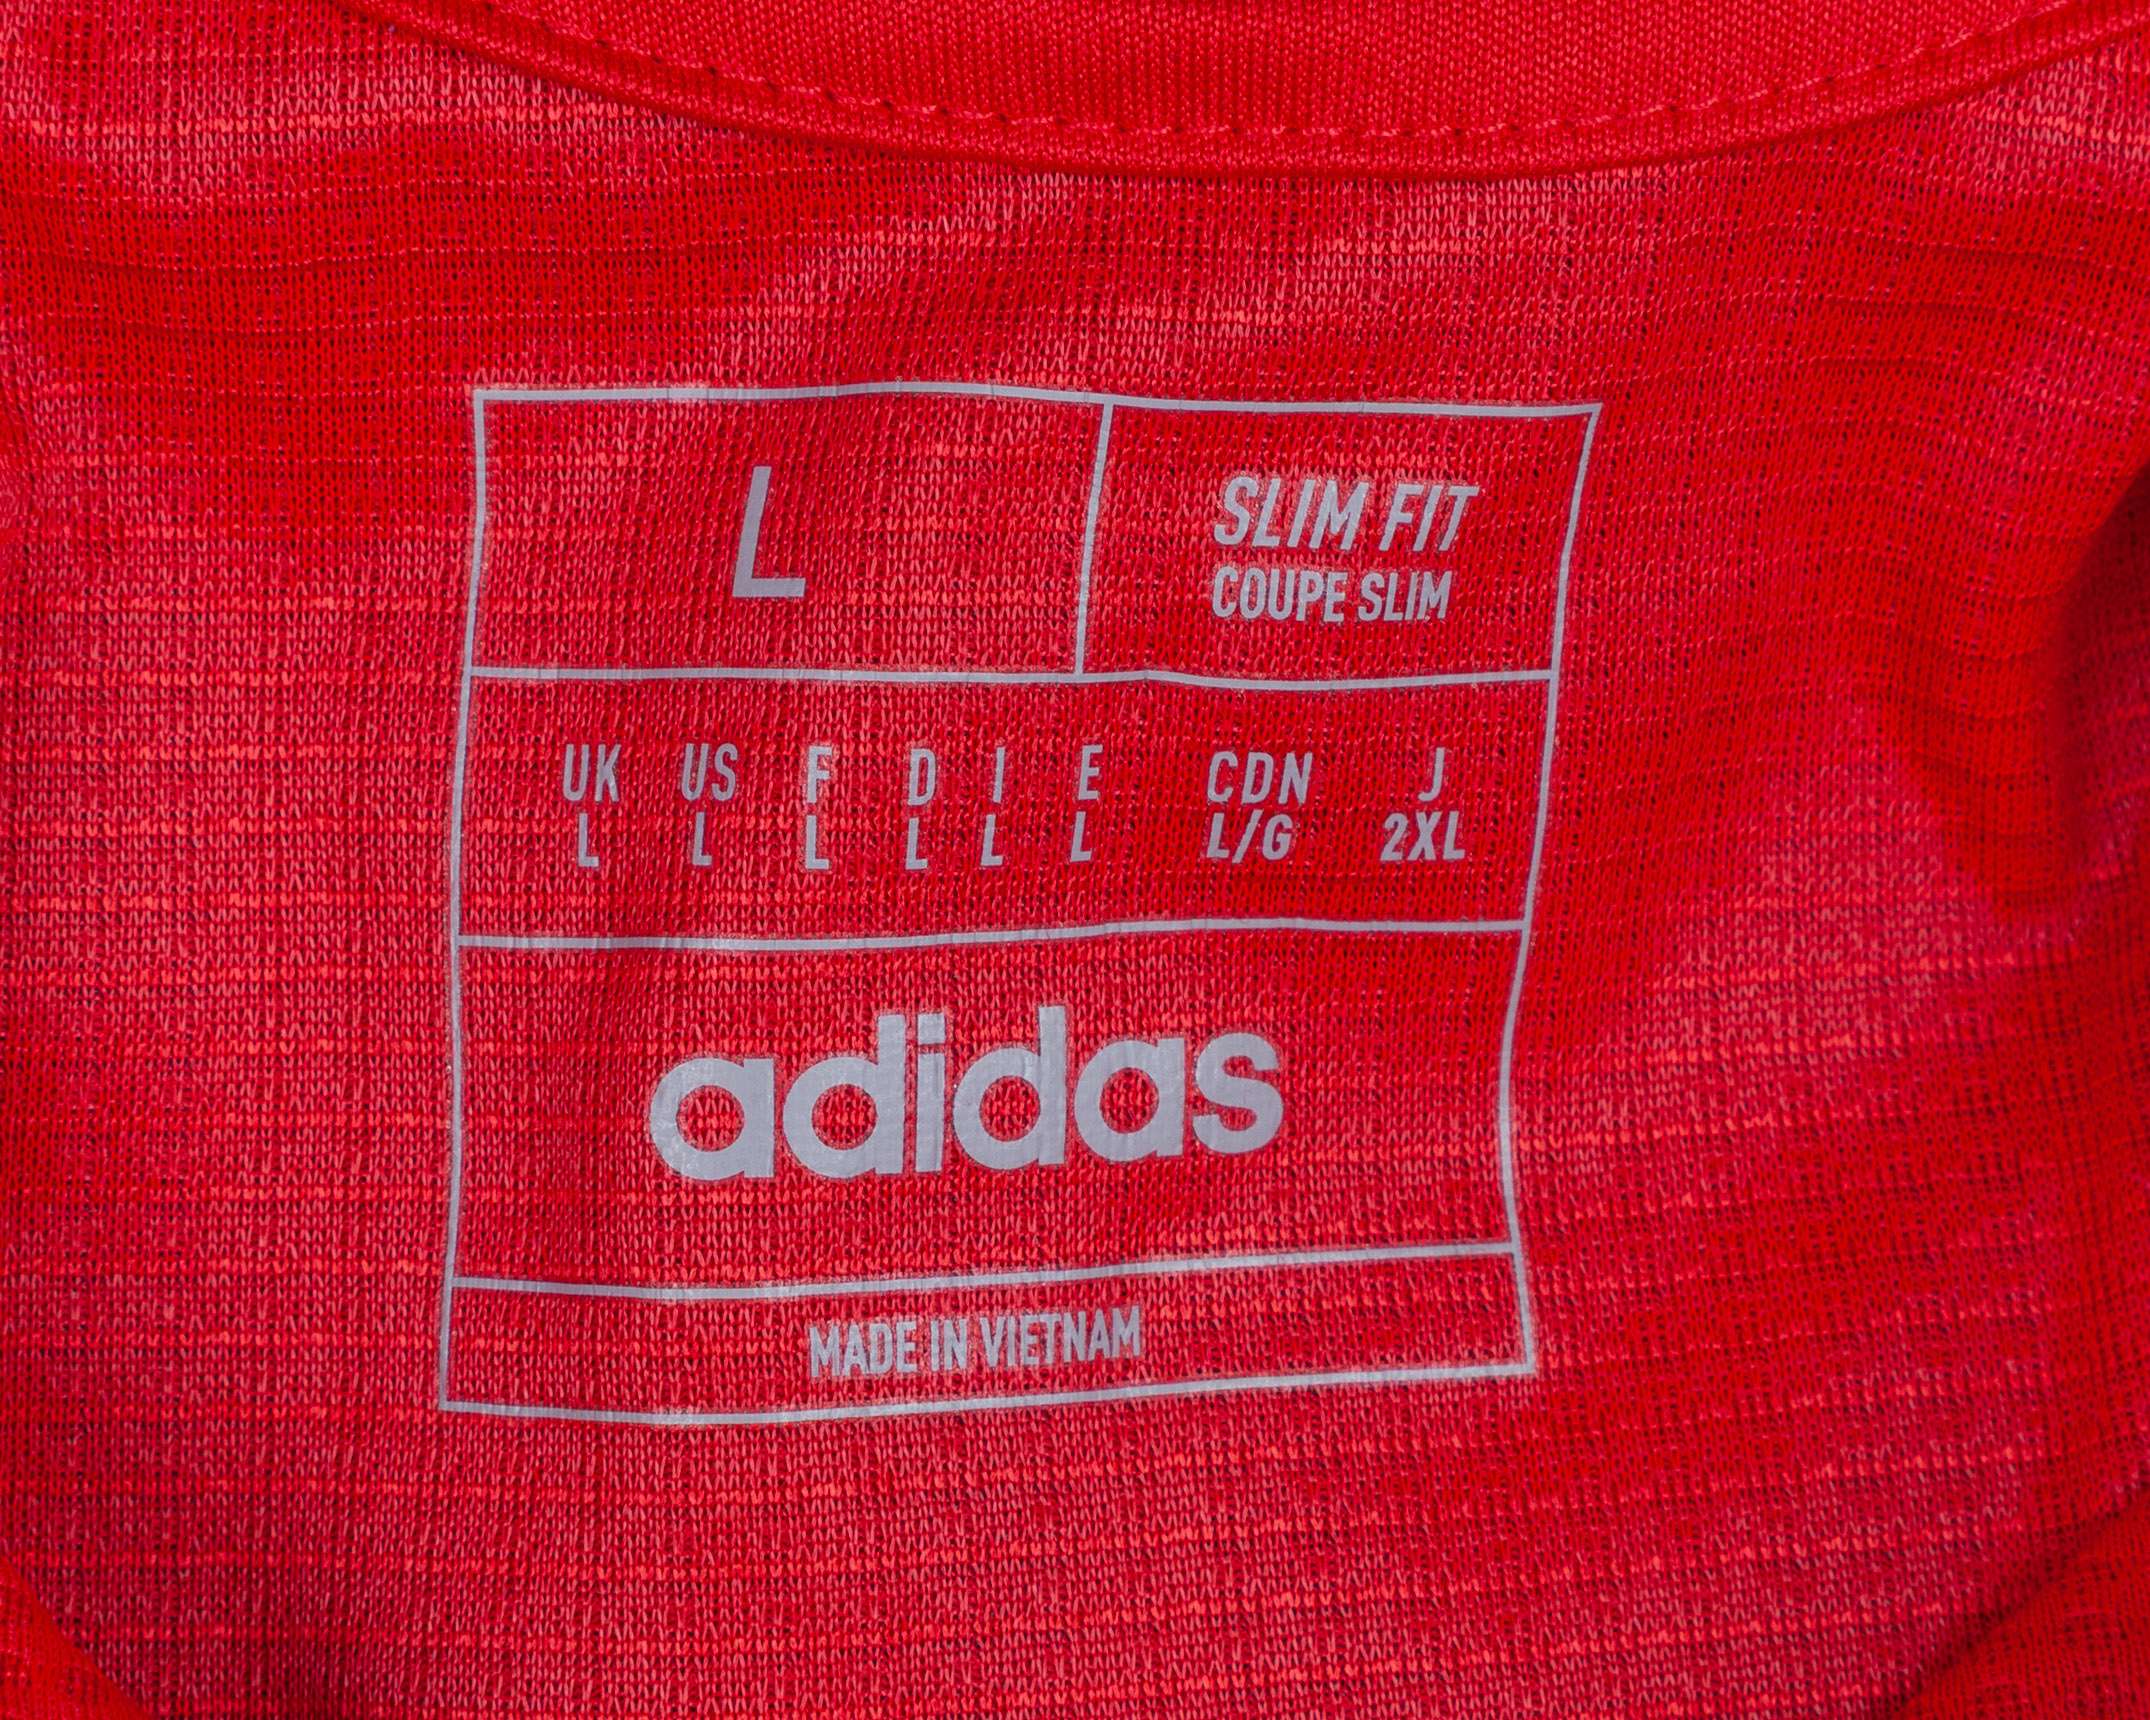 L
SLIM FIT
COUPE SLIM
UK US F D I E CDN J
L L L L L L L/G 2XL
adidas
MADE IN VIETNAM